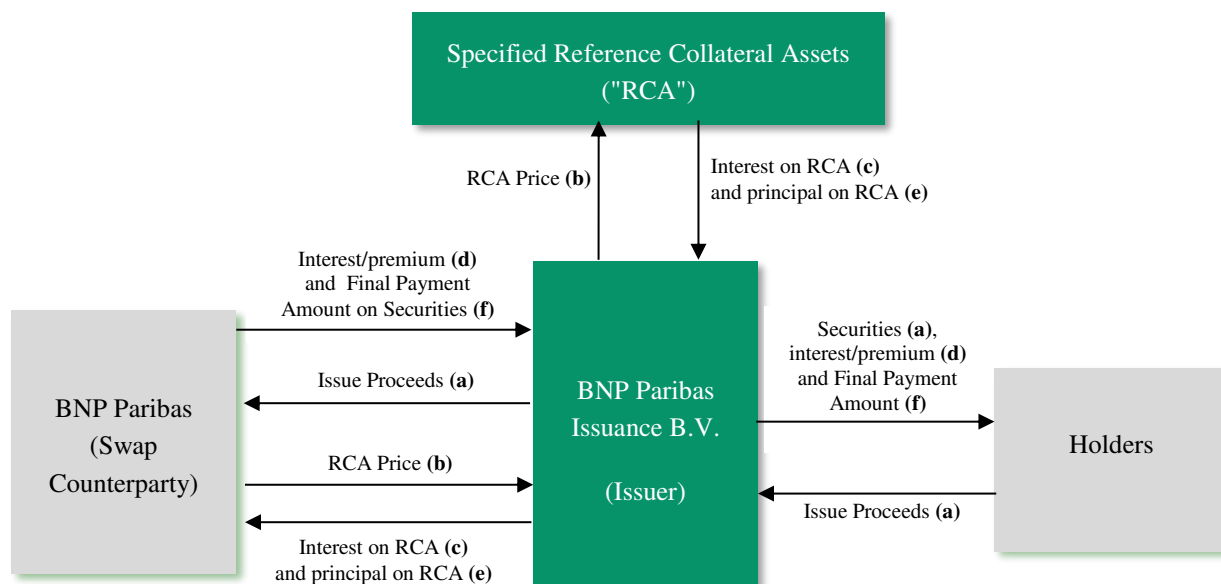 Specified Reference Collateral Assets
("RCA")
RCA Price (b)
Interest on RCA (c)
and principal on RCA (e)
Interest/premium (d)
and Final Payment
Amount on Securities (f)
Issue Proceeds (a)
RCA Price (b)
Interest on RCA (c)
and principal on RCA (e)
BNP Paribas
(Swap
Counterparty)
BNP Paribas
Issuance B.V.
(Issuer)
Securities (a),
interest/premium (d)
and Final Payment
Amount (f)
Issue Proceeds (a)
Holders